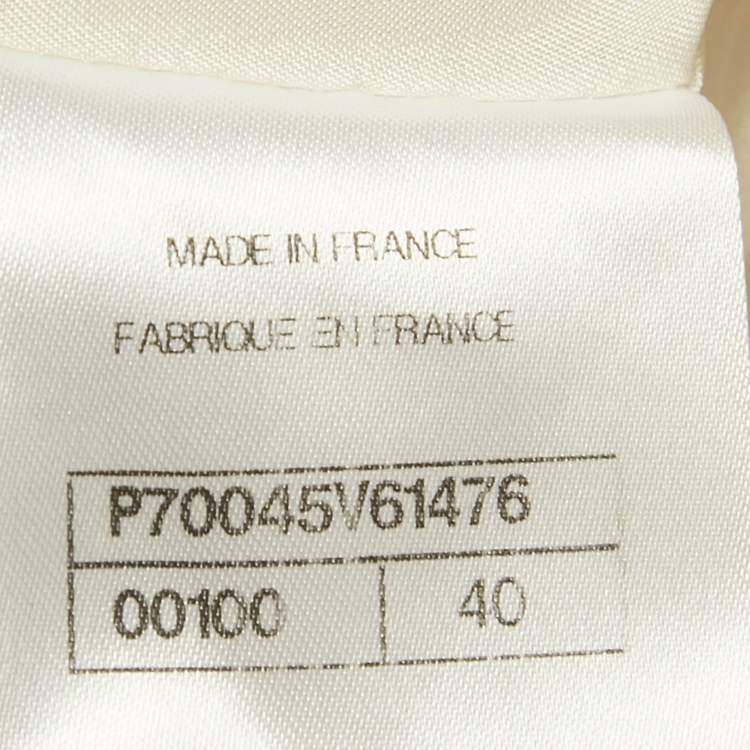 MADE IN FRANCE
FABRIQUE EN FRANCE
P70045V61476
00100 40